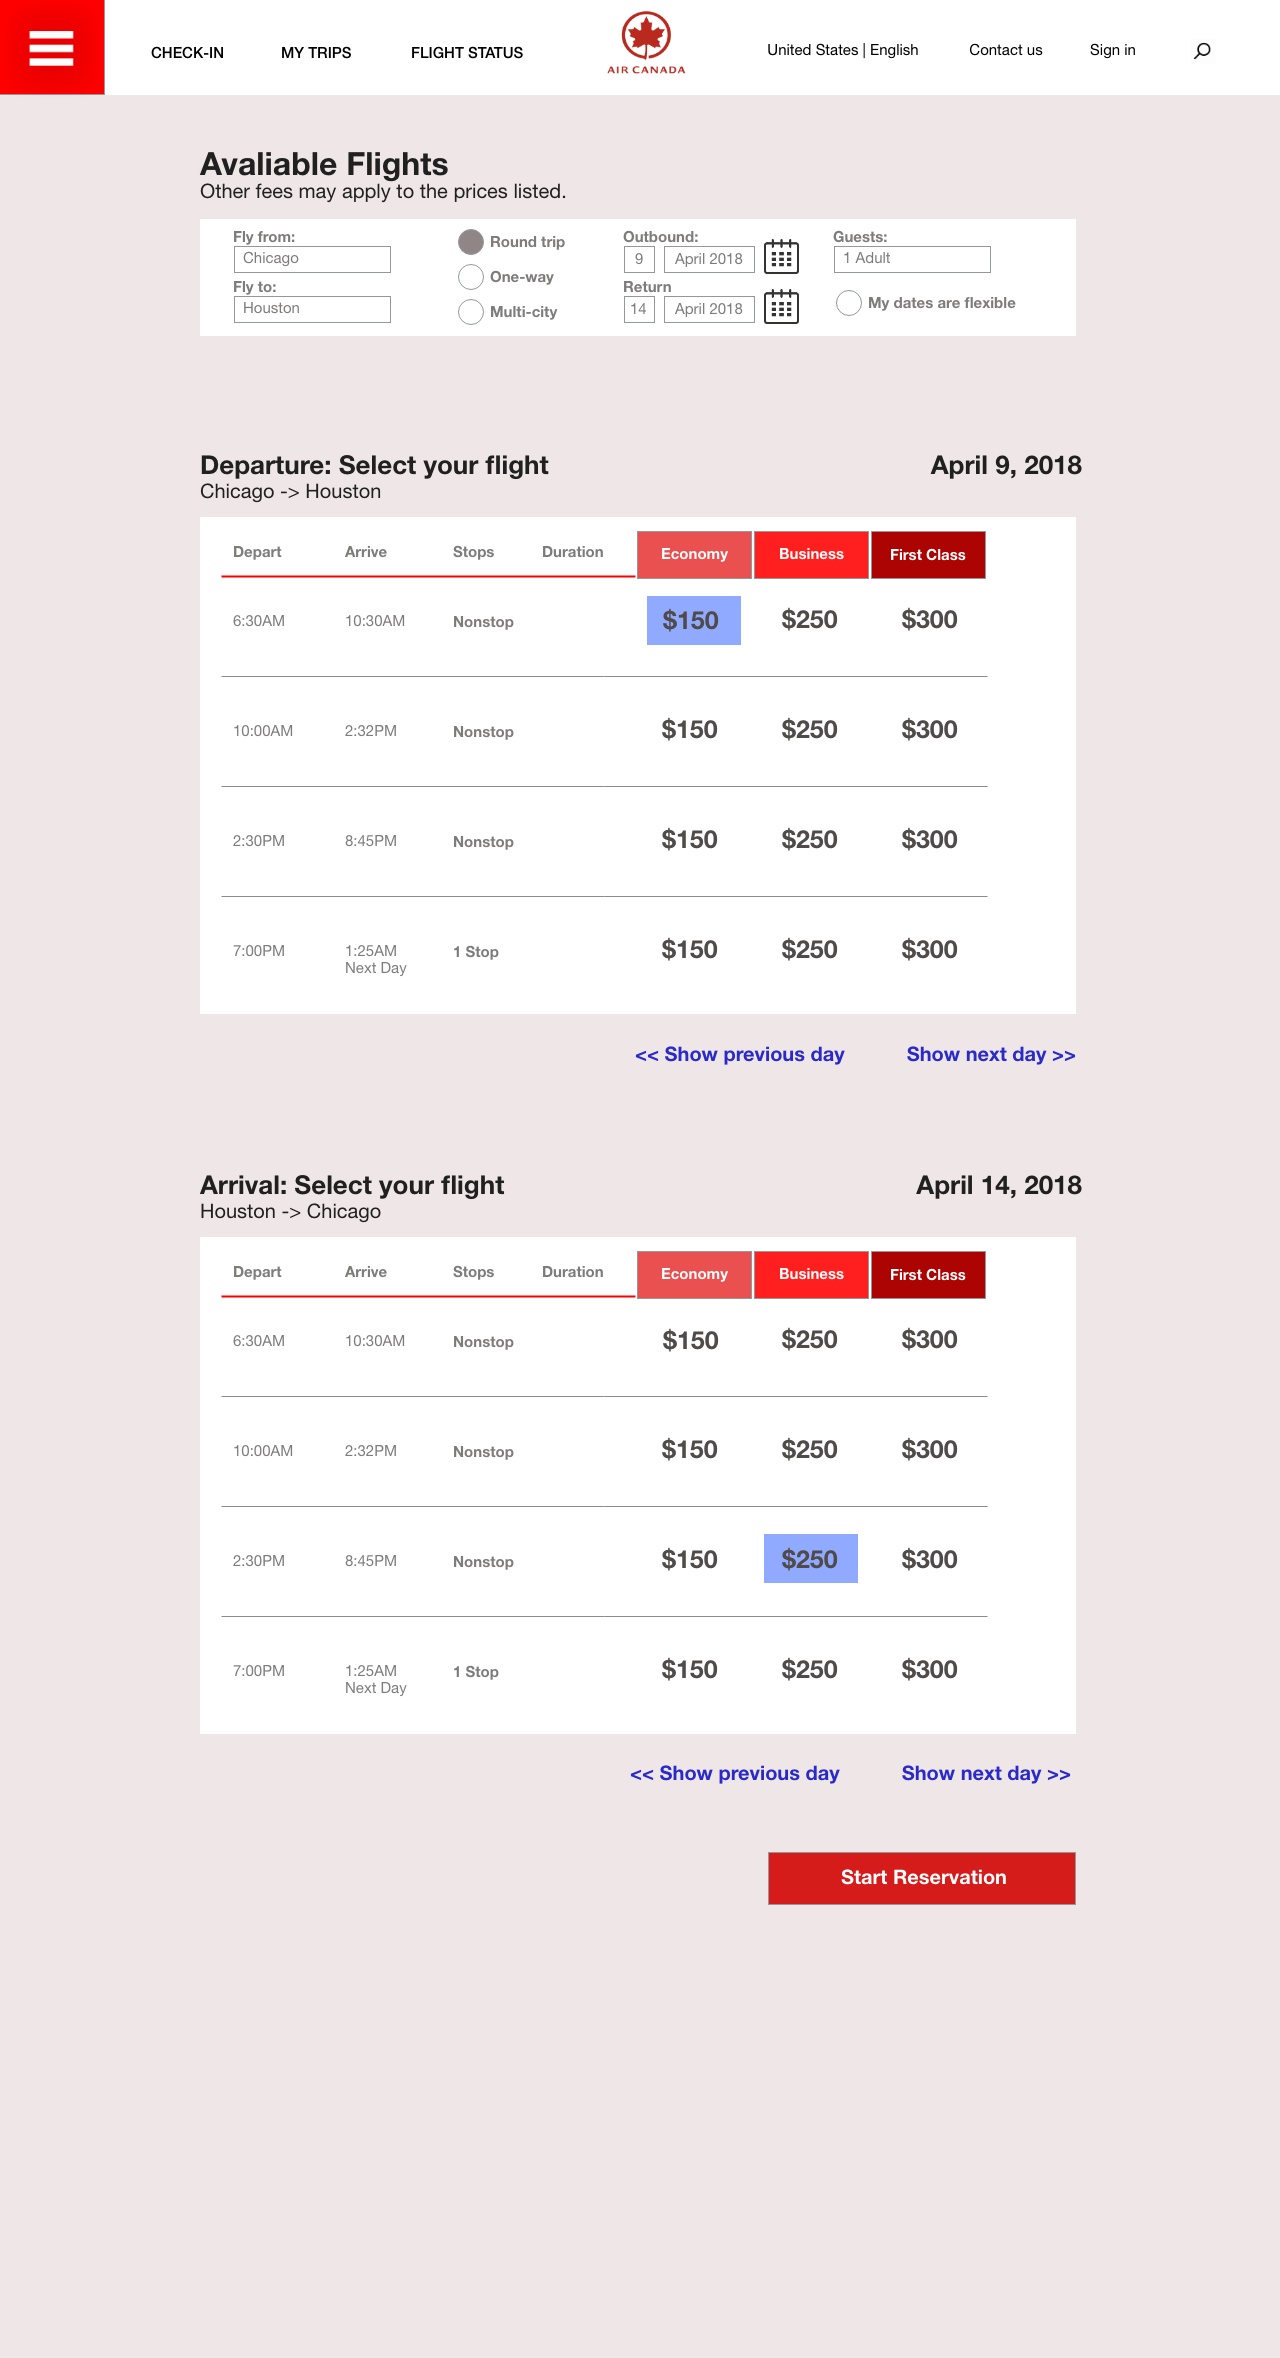 CHECK-IN MY TRIPS FLIGHT STATUS AIR CANADA United States | English Contact us Sign in
Avaliable Flights
Other fees may apply to the prices listed.
Fly from: Round trip Outbound: Guests:
Chicago 9 April 2018 1 Adult
Fly to: One-way Return
Houston Multi-city 14 April 2018 My dates are flexible
Departure: Select your flight April 9, 2018
Chicago -> Houston
Depart Arrive Stops Duration Economy Business First Class
6:30AM 10:30AM Nonstop $150 $250 $300
10:00AM 2:32PM Nonstop $150 $250 $300
2:30PM 8:45PM Nonstop $150 $250 $300
7:00PM 1:25AM 1 Stop $150 $250 $300
Next Day
<< Show previous day Show next day >>
Arrival: Select your flight April 14, 2018
Houston -> Chicago
Depart Arrive Stops Duration Economy Business First Class
6:30AM 10:30AM Nonstop $150 $250 $300
10:00AM 2:32PM Nonstop $150 $250 $300
2:30PM 8:45PM Nonstop $150 $250 $300
7:00PM 1:25AM 1 Stop $150 $250 $300
Next Day
<< Show previous day Show next day >>
Start Reservation